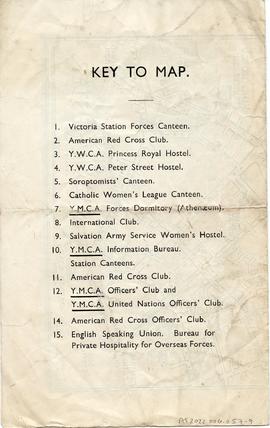 KEY TO MAP.
1. Victoria Station Forces Canteen.
2. American Red Cross Club.
3. Y.W.C.A. Princess Royal Hostel.
4. Y.W.C.A. Peter Street Hostel.
5. Soroptomists' Canteen.
6. Catholic Women's League Canteen.
7. Y.M.C.A. Forces Dormitory (Athenæum).
8. International Club.
9. Salvation Army Service Women's Hostel.
10. Y.M.C.A. Information Bureau.
Station Canteens.
11. American Red Cross Club.
12. Y.M.C.A. Officers' Club and
Y.M.C.A. United Nations Officers' Club.
14. American Red Cross Officers' Club.
15. English Speaking Union. Bureau for
Private Hospitality for Overseas Forces.